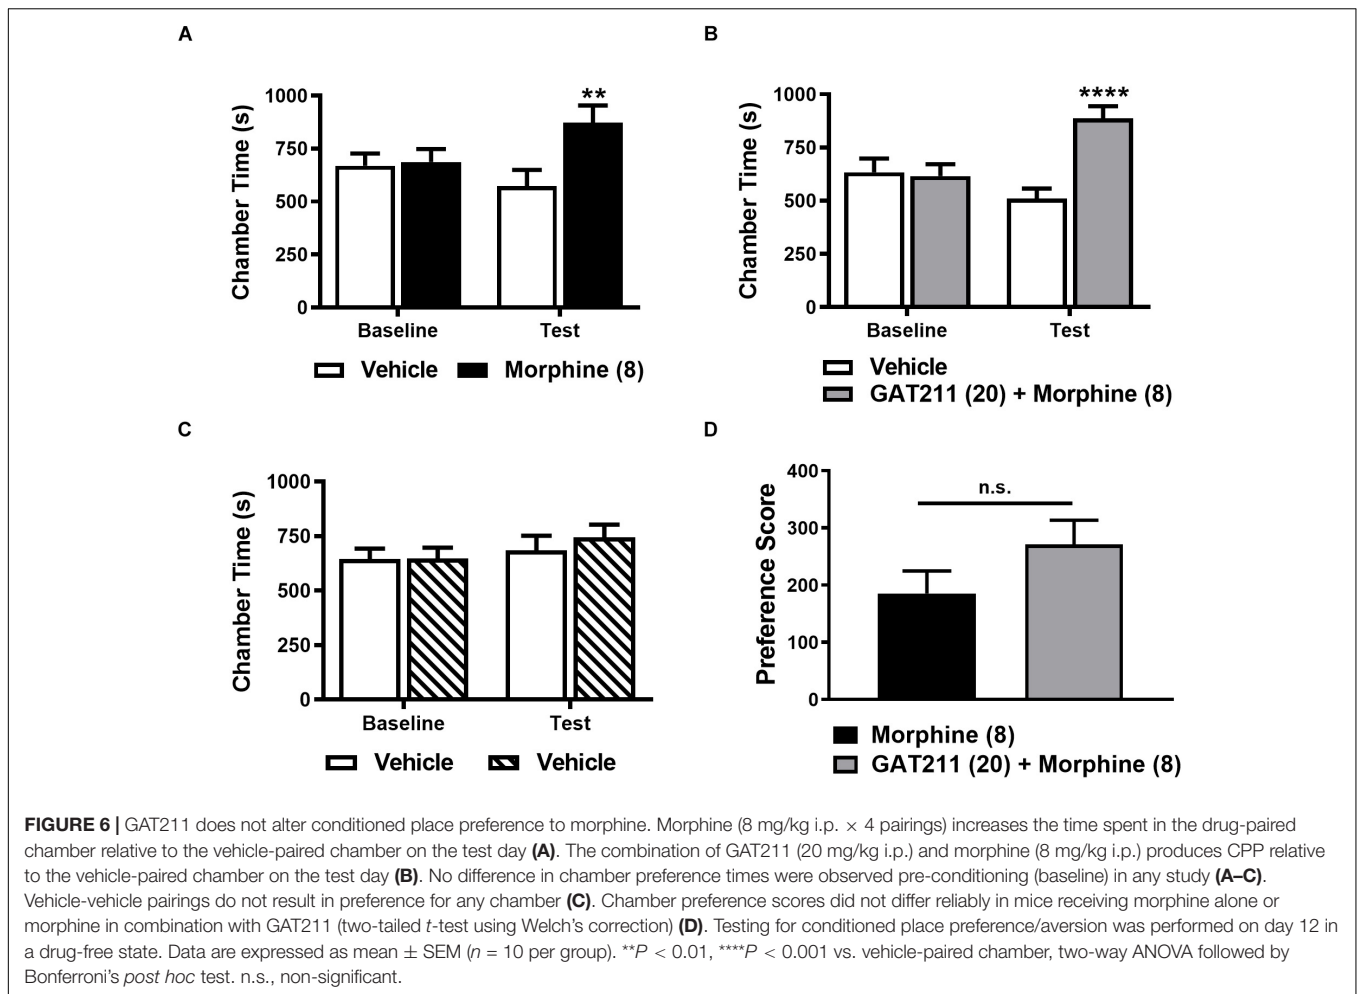 A
Chamber Time (s)
1000
750
500
250
0
**
Baseline
Test
Vehicle
Morphine (8)
B
Chamber Time (s)
1000
750
500
250
0
****
Baseline
Test
Vehicle
GAT211 (20) + Morphine (8)
C
Chamber Time (s)
1000
750
500
250
0
Baseline
Test
Vehicle
Vehicle
D
Preference Score
400
300
200
100
0
n.s.
Morphine (8)
GAT211 (20) + Morphine (8)
FIGURE 6 | GAT211 does not alter conditioned place preference to morphine. Morphine (8 mg/kg i.p. × 4 pairings) increases the time spent in the drug-paired
chamber relative to the vehicle-paired chamber on the test day (A). The combination of GAT211 (20 mg/kg i.p.) and morphine (8 mg/kg i.p.) produces CPP relative
to the vehicle-paired chamber on the test day (B). No difference in chamber preference times were observed pre-conditioning (baseline) in any study (A–C).
Vehicle-vehicle pairings do not result in preference for any chamber (C). Chamber preference scores did not differ reliably in mice receiving morphine alone or
morphine in combination with GAT211 (two-tailed t-test using Welch's correction) (D). Testing for conditioned place preference/aversion was performed on day 12 in
a drug-free state. Data are expressed as mean ± SEM (n = 10 per group). **P < 0.01, ****P < 0.001 vs. vehicle-paired chamber, two-way ANOVA followed by
Bonferroni's post hoc test. n.s., non-significant.